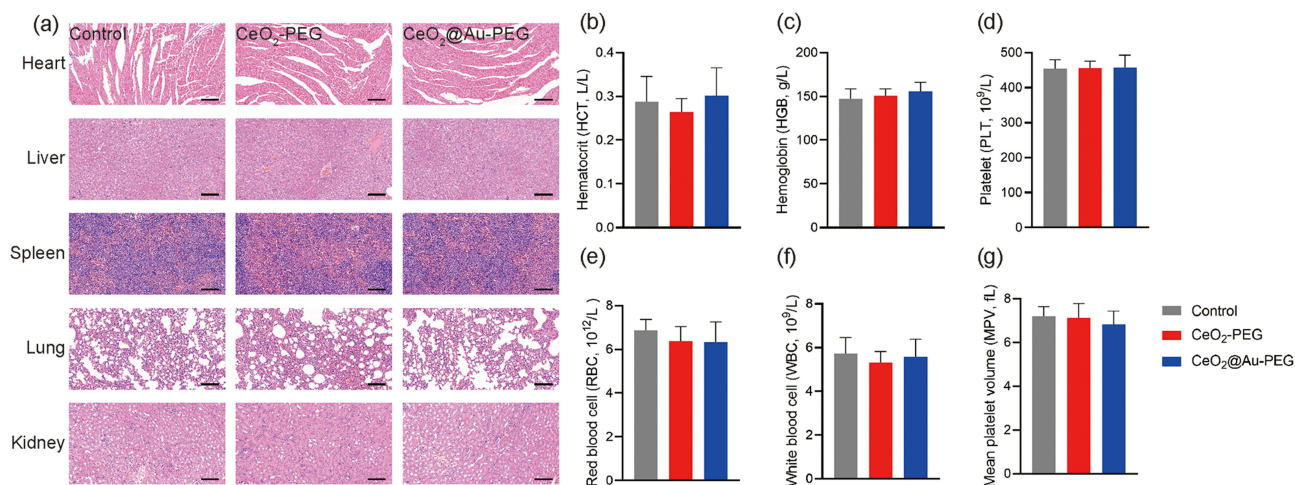 (a)
Control
CeO2-PEG
CeO2@Au-PEG
Heart
Liver
Spleen
Lung
Kidney
(b)
Hematocrit (HCT, L/L)
0.4
0.3
0.2
0.1
0.0
(c)
Hemoglobin (HGB, g/L)
200
150
100
50
0
(d)
Platelet (PLT, 10^9/L)
500
400
300
200
100
0
(e)
Red blood cell (RBC, 10^12/L )
8
6
4
2
0
(f)
White blood cell (WBC, 10^9/L)
8
6
4
2
0
(g)
Mean platelet volume (MPV, fL)
8
6
4
2
0
Control
CeO2-PEG
CeO2@Au-PEG